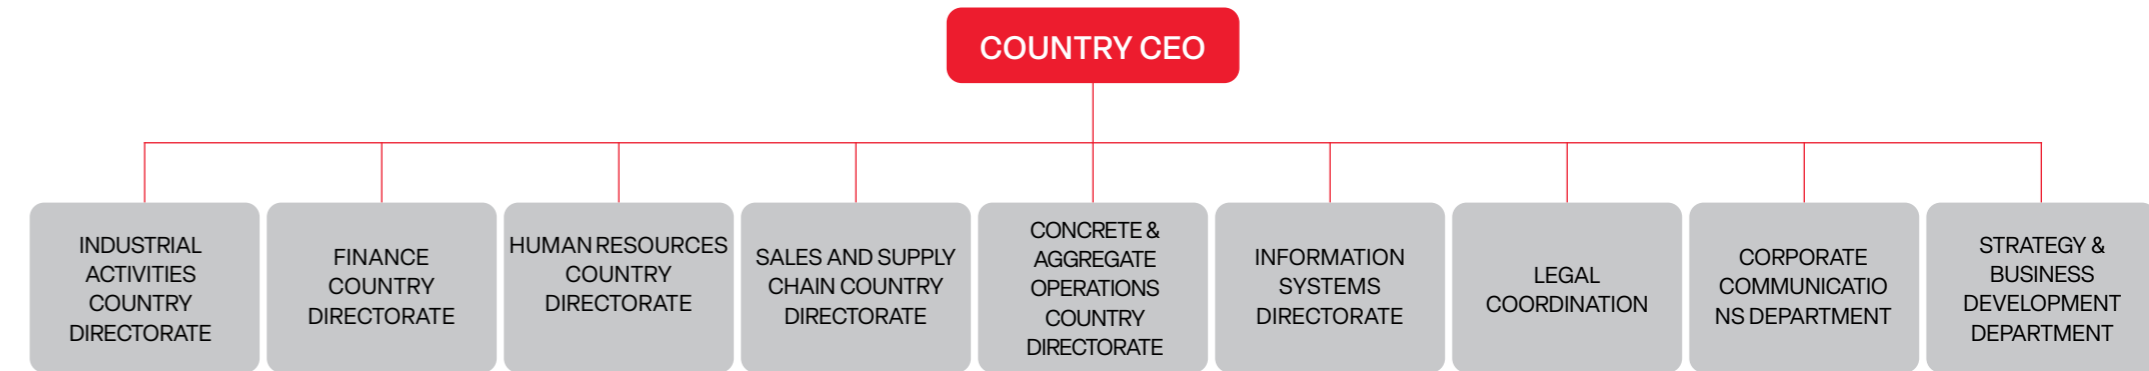 COUNTRY CEO
INDUSTRIAL
ACTIVITIES
COUNTRY
DIRECTORATE
FINANCE
COUNTRY
DIRECTORATE
HUMAN RESOURCES
COUNTRY
DIRECTORATE
SALES AND SUPPLY
CHAIN COUNTRY
DIRECTORATE
CONCRETE &
AGGREGATE
OPERATIONS
COUNTRY
DIRECTORATE
INFORMATION
SYSTEMS
DIRECTORATE
LEGAL
COORDINATION
CORPORATE
COMMUNICATIO
NS DEPARTMENT
STRATEGY &
BUSINESS
DEVELOPMENT
DEPARTMENT